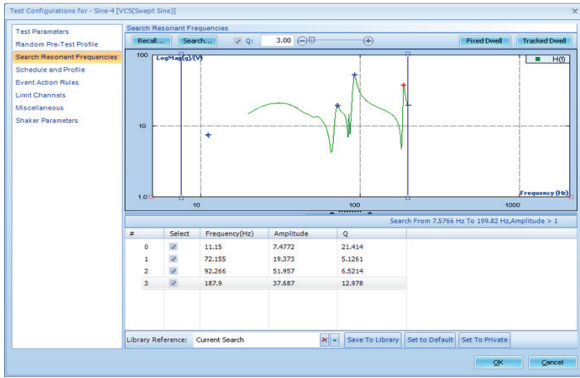 Test Configurations for - Sine-4 [VCS(Swept Sine)]
Test Parameters
Random Pre-Test Profile
Search Resonant Frequencies
Schedule and Profile
Event Action Rules
Limit Channels
Miscellaneous
Shaker Parameters
Search Resonant Frequencies
Recall... Search... Q: 3.00 Fixed Dwell Tracked Dwell
100 LogMag(g)/(V) H(f)
10
1.0 Frequency (Hz)
10 100 1000
Search From 7.5766 Hz To 199.82 Hz,Amplitude > 1
# Select Frequency(Hz) Amplitude Q
0 11.15 7.4772 21.414
1 72.155 19.373 5.1261
2 92.266 51.957 6.5214
3 187.9 37.687 12.978
Library Reference: Current Search Save To Library Set to Default Set To Private
OK Cancel